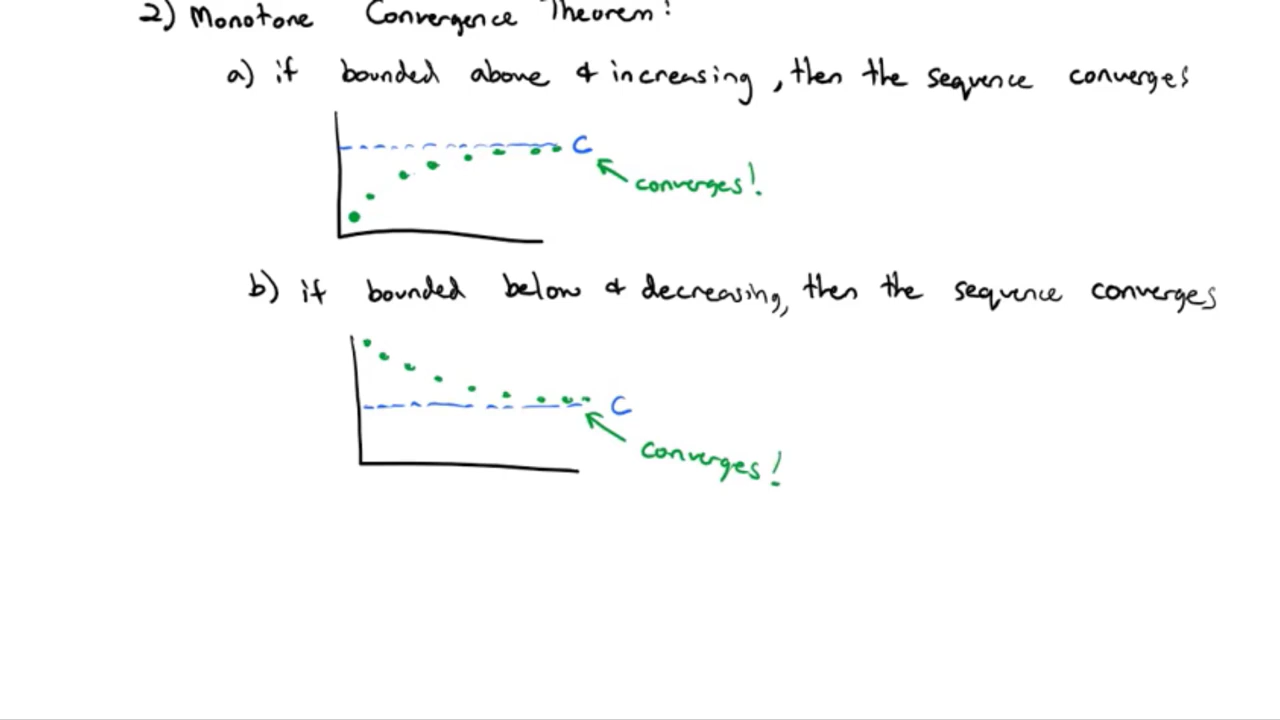 2) Monotone Convergence Theorem:
a) if bounded above & increasing, then the sequence converges
C
converges!
b) if bounded below & decreasing, then the sequence converges
C
converges!